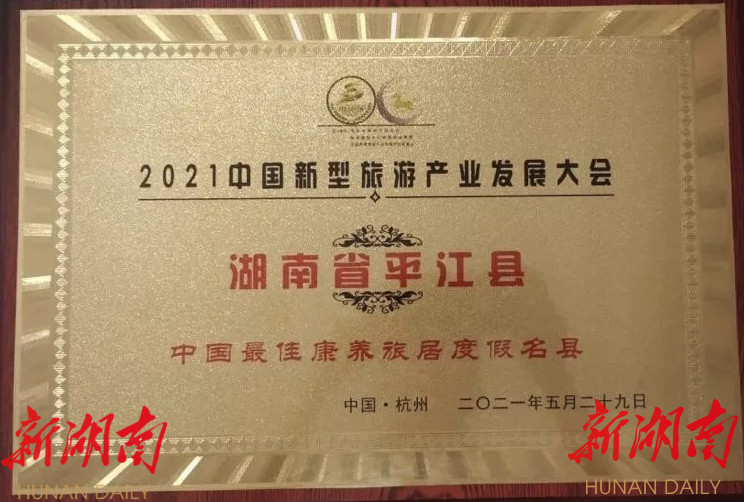 2021中国新型旅游产业发展大会
湖南省平江县
中国最佳康养旅居度假名县
中国·杭州 二〇二一年五月二十九日
新湖南 新湖南
HUNAN DAILY HUNAN DAILY